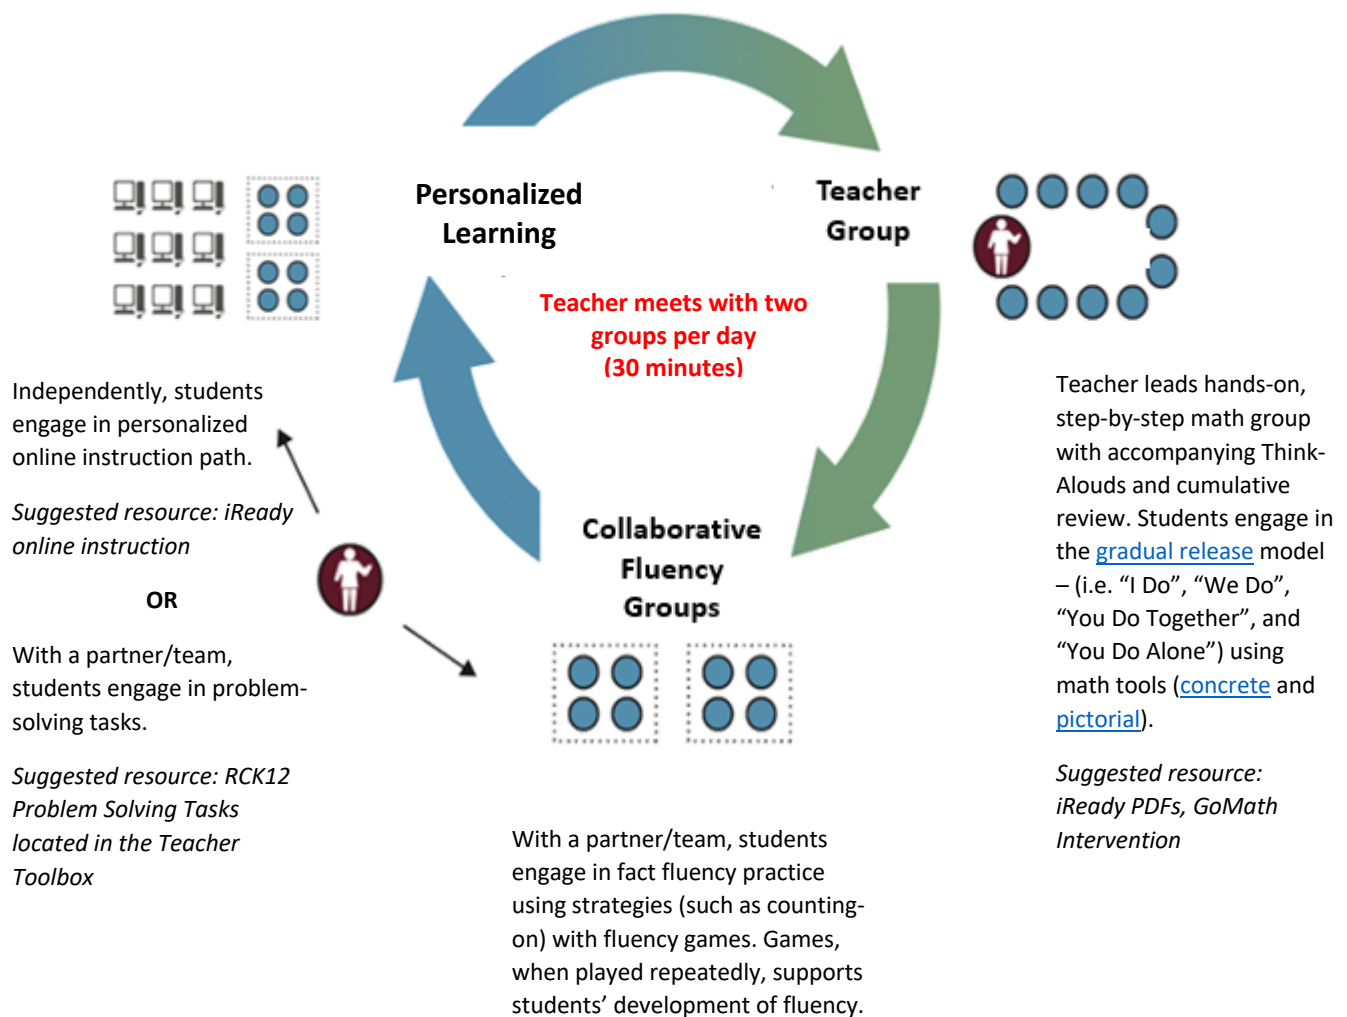 Personalized
Learning
Teacher
Group
Teacher meets with two
groups per day
(30 minutes)
Independently, students
engage in personalized
online instruction path.
Suggested resource: iReady
online instruction
OR
With a partner/team,
students engage in problem-
solving tasks.
Suggested resource: RCK12
Problem Solving Tasks
located in the Teacher
Toolbox
Collaborative
Fluency
Groups
With a partner/team, students
engage in fact fluency practice
using strategies (such as counting-
on) with fluency games. Games,
when played repeatedly, supports
students’ development of fluency.
Teacher leads hands-on,
step-by-step math group
with accompanying Think-
Alouds and cumulative
review. Students engage in
the gradual release model
– (i.e. “I Do”, “We Do”,
“You Do Together”, and
“You Do Alone”) using
math tools (concrete and
pictorial).
Suggested resource:
iReady PDFs, GoMath
Intervention